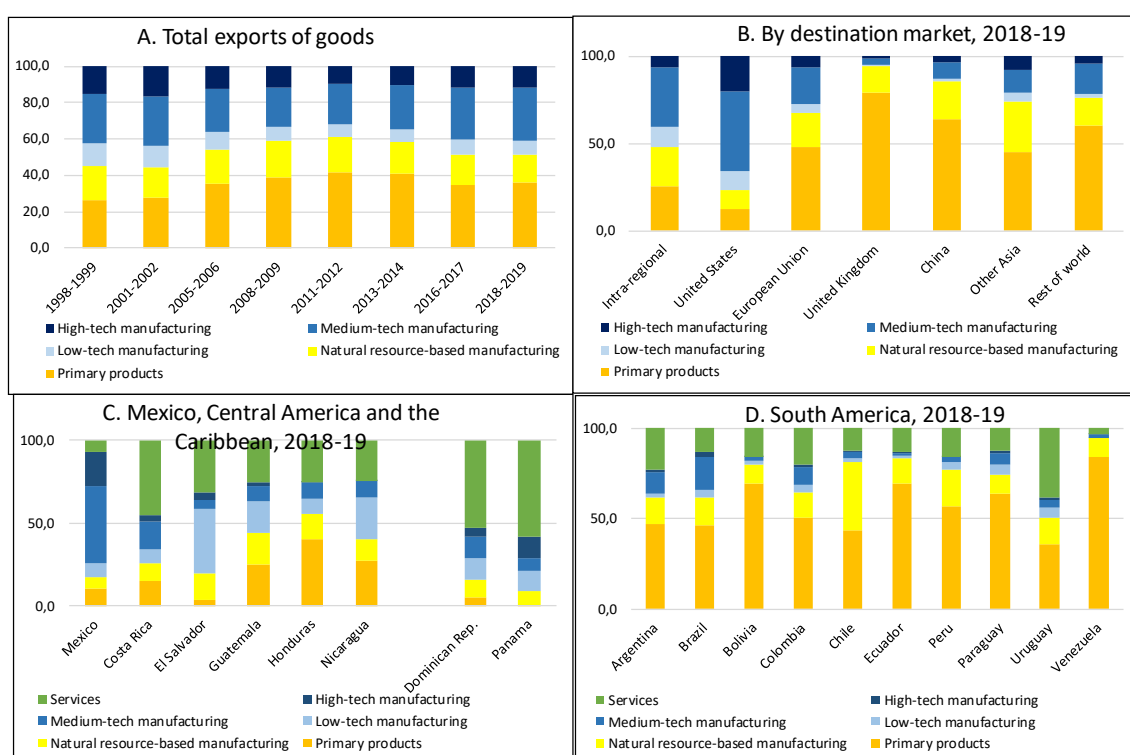 A. Total exports of goods
100,0
80,0
60,0
40,0
20,0
0,0
1998-1999
2001-2002
2005-2006
2008-2009
2011-2012
2013-2014
2016-2017
2018-2019
High-tech manufacturing
Medium-tech manufacturing
Low-tech manufacturing
Natural resource-based manufacturing
Primary products
B. By destination market, 2018-19
100,0
50,0
0,0
Intra-regional
United States
European Union
United Kingdom
China
Other Asia
Rest of world
High-tech manufacturing
Medium-tech manufacturing
Low-tech manufacturing
Natural resource-based manufacturing
Primary products
C. Mexico, Central America and the
Caribbean, 2018-19
100,0
50,0
0,0
Mexico
Costa Rica
El Salvador
Guatemala
Honduras
Nicaragua
Dominican Rep.
Panama
Services
High-tech manufacturing
Medium-tech manufacturing
Low-tech manufacturing
Natural resource-based manufacturing
Primary products
D. South America, 2018-19
100,0
50,0
0,0
Argentina
Brazil
Bolivia
Colombia
Chile
Ecuador
Peru
Paraguay
Uruguay
Venezuela
Services
High-tech manufacturing
Medium-tech manufacturing
Low-tech manufacturing
Natural resource-based manufacturing
Primary products